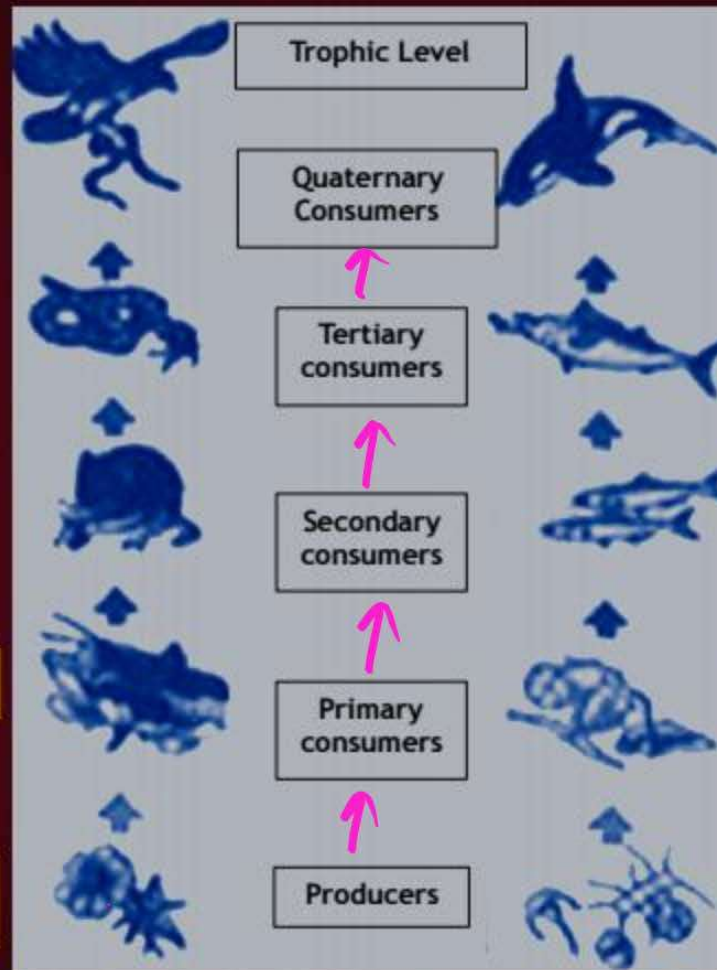 Trophic Level
Quaternary
Consumers
Tertiary
consumers
Secondary
consumers
Primary
consumers
Producers